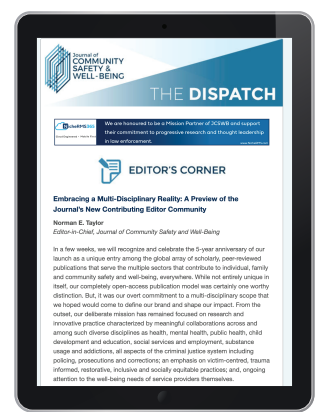 Journal of
COMMUNITY
SAFETY &
WELL-BEING
THE DISPATCH
NicheRMS365
We are honoured to be a Mission Partner of JCSWB and support
their commitment to progressive research and thought leadership
in law enforcement.
www.NicheRMS.com
EDITOR'S CORNER
Embracing a Multi-Disciplinary Reality: A Preview of the
Journal's New Contributing Editor Community
Norman E. Taylor
Editor-in-Chief, Journal of Community Safety and Well-Being
In a few weeks, we will recognize and celebrate the 5-year anniversary of our
launch as a unique entry among the global array of scholarly, peer-reviewed
publications that serve the multiple sectors that contribute to individual, family
and community safety and well-being, everywhere. While not entirely unique in
itself, our completely open-access publication model was certainly one worthy
distinction. But, it was our overt commitment to a multi-disciplinary scope that
we hoped would come to define our brand and shape our impact. From the
outset, our deliberate mission has remained focused on research and
innovative practice characterized by meaningful collaborations across and
among such diverse disciplines as health, mental health, public health, child
development and education, social services and employment, substance
usage and addictions, all aspects of the criminal justice system including
policing, prosecutions and corrections; an emphasis on victim-centred, trauma
informed, restorative, inclusive and socially equitable practices; and, ongoing
attention to the well-being needs of service providers themselves.